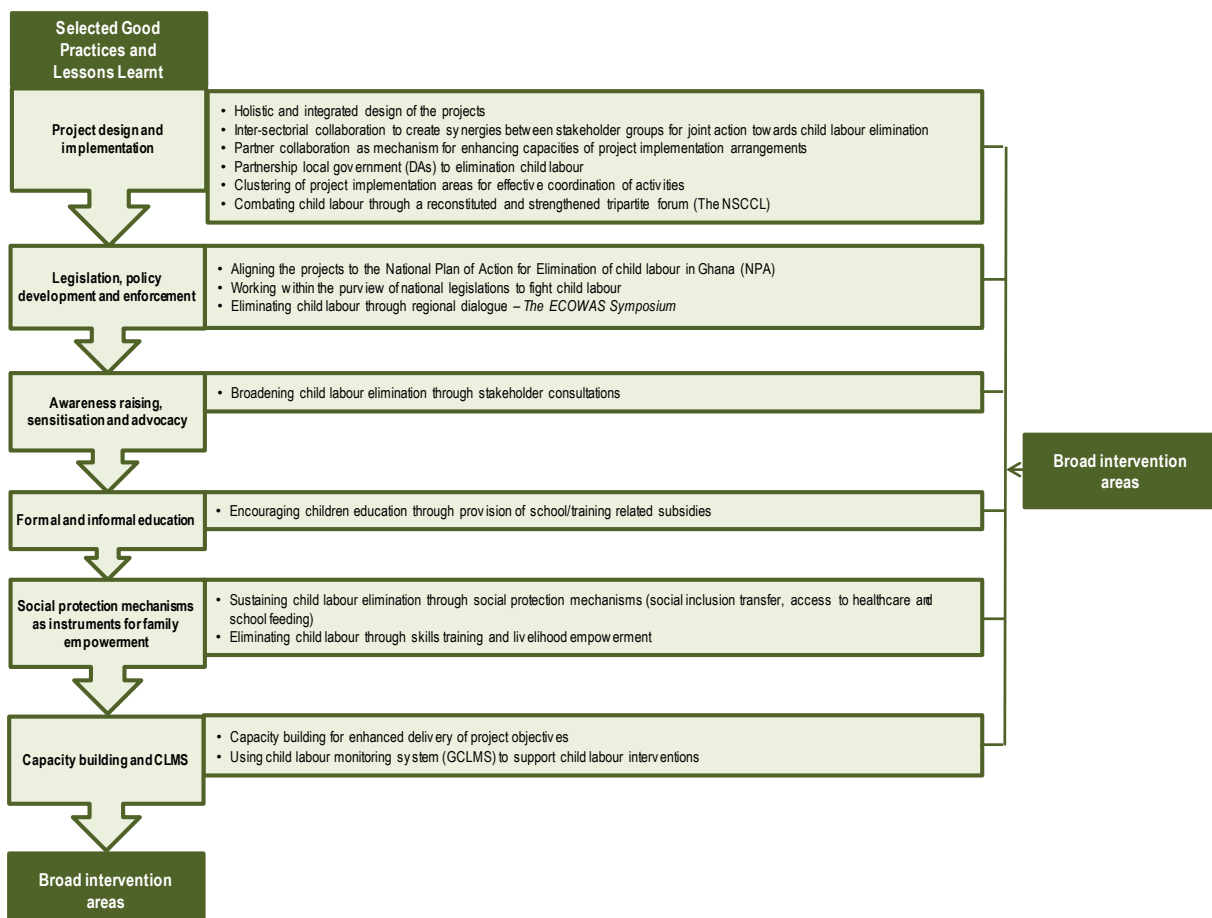 Selected Good
Practices and
Lessons Learnt
Project design and
implementation
• Holistic and integrated design of the projects
• Inter-sectorial collaboration to create synergies between stakeholder groups for joint action towards child labour elimination
• Partner collaboration as mechanism for enhancing capacities of project implementation arrangements
• Partnership local government (DAs) to elimination child labour
• Clustering of project implementation areas for effective coordination of activities
• Combating child labour through a reconstituted and strengthened tripartite forum (The NSCCL)
Legislation, policy
development and enforcement
• Aligning the projects to the National Plan of Action for Elimination of child labour in Ghana (NPA)
• Working within the purview of national legislations to fight child labour
• Eliminating child labour through regional dialogue – The ECOWAS Symposium
Awareness raising,
sensitisation and advocacy
• Broadening child labour elimination through stakeholder consultations
Broad intervention
areas
Formal and informal education
• Encouraging children education through provision of school/training related subsidies
Social protection mechanisms
as instruments for family
empowerment
• Sustaining child labour elimination through social protection mechanisms (social inclusion transfer, access to healthcare and
school feeding)
• Eliminating child labour through skills training and livelihood empowerment
Capacity building and CLMS
• Capacity building for enhanced delivery of project objectives
• Using child labour monitoring system (GCLMS) to support child labour interventions
Broad intervention
areas